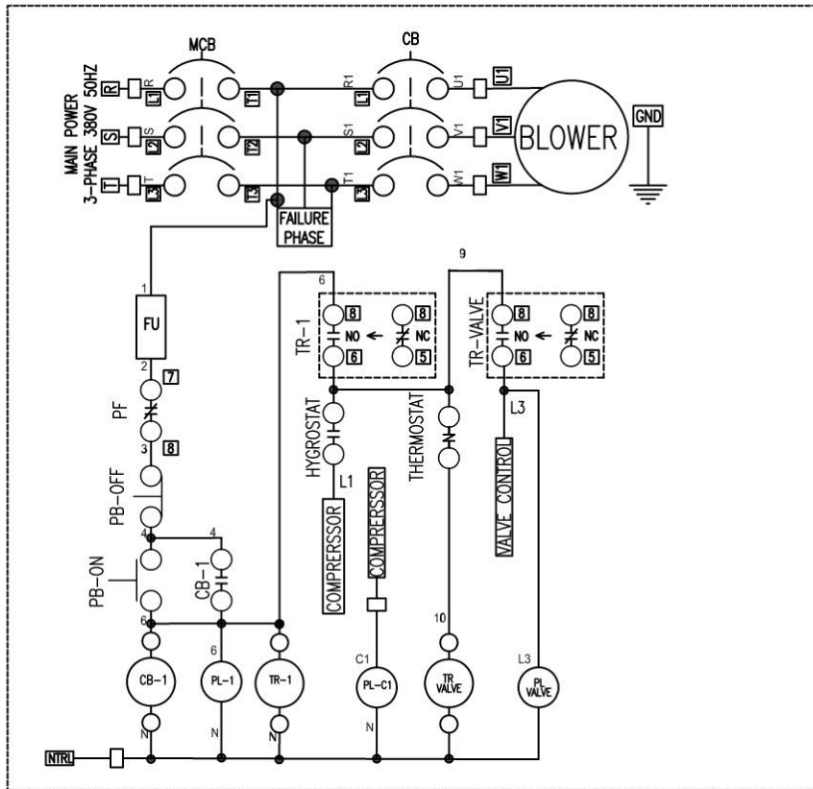 MCB
CB
MAIN POWER
3-PHASE 380V 50HZ
R
R
L1
T1
R1
L1
U1
U1
S
S
L2
T2
S1
L2
V1
V1
T
T
L3
T3
T1
L3
W1
W1
BLOWER
GND
FAILURE
PHASE
1
FU
2
7
PF
3
8
PB-OFF
4
4
PB-ON
CB-1
6
6
CB-1
PL-1
TR-1
N
N
N
NTRL
6
TR-1
8
NO
6
8
NC
5
HYGROSTAT
L1
COMPRERSSOR
COMPRERSSOR
C1
PL-C1
N
THERMOSTAT
10
TR
VALVE
9
TR-VALVE
8
NO
6
8
NC
5
L3
VALVE CONTROL
L3
PL
VALVE